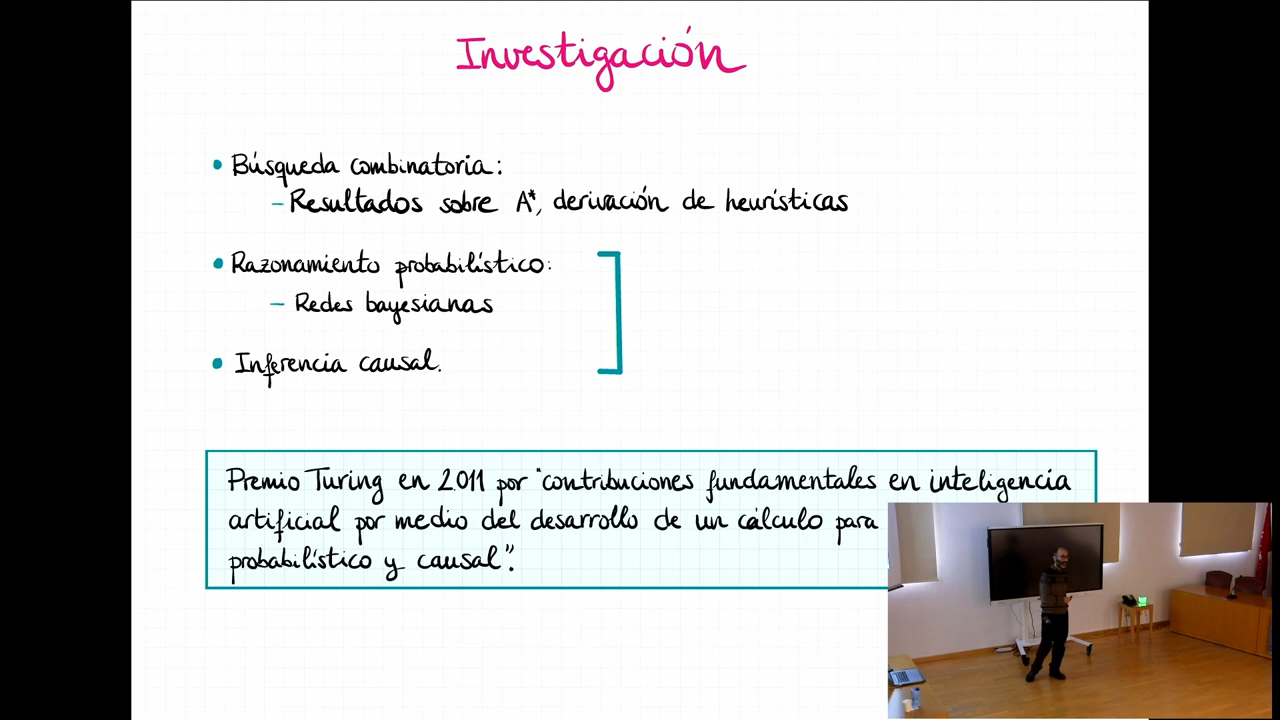 Investigación
• Búsqueda combinatoria:
- Resultados sobre A*, derivación de heurísticas
• Razonamiento probabilístico:
- Redes bayesianas
• Inferencia causal.
Premio Turing en 2011 por "contribuciones fundamentales en inteligencia
artificial por medio del desarrollo de un cálculo para
probabilístico y causal".